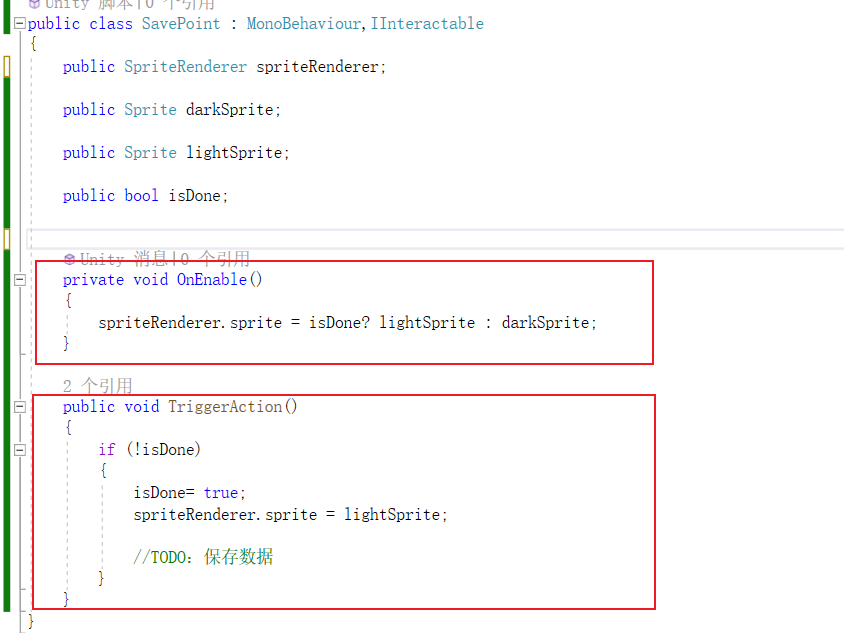 Unity 脚本|0 个引用
public class SavePoint : MonoBehaviour,IInteractable
{
public SpriteRenderer spriteRenderer;
public Sprite darkSprite;
public Sprite lightSprite;
public bool isDone;
Unity 消息|0 个引用
private void OnEnable()
{
spriteRenderer.sprite = isDone? lightSprite : darkSprite;
}
2 个引用
public void TriggerAction()
{
if (!isDone)
{
isDone= true;
spriteRenderer.sprite = lightSprite;
//TODO: 保存数据
}
}
}